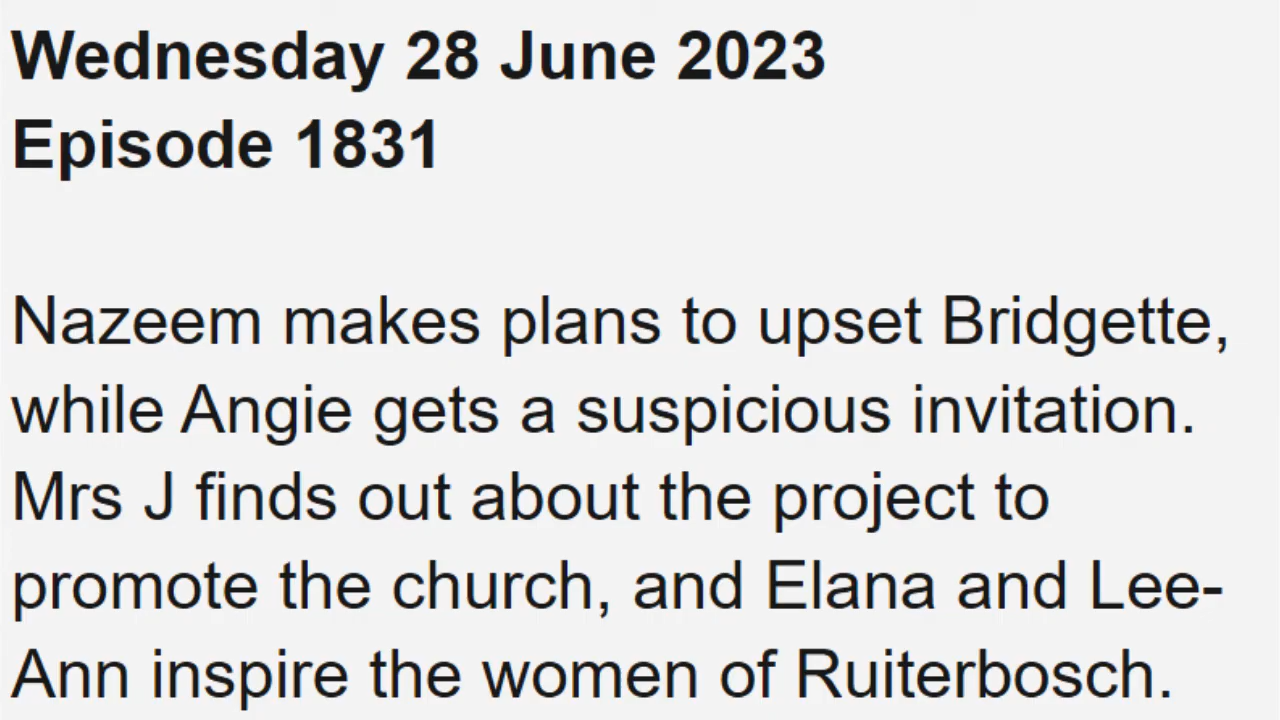 Wednesday 28 June 2023
Episode 1831
Nazeem makes plans to upset Bridgette,
while Angie gets a suspicious invitation.
Mrs J finds out about the project to
promote the church, and Elana and Lee-
Ann inspire the women of Ruiterbosch.